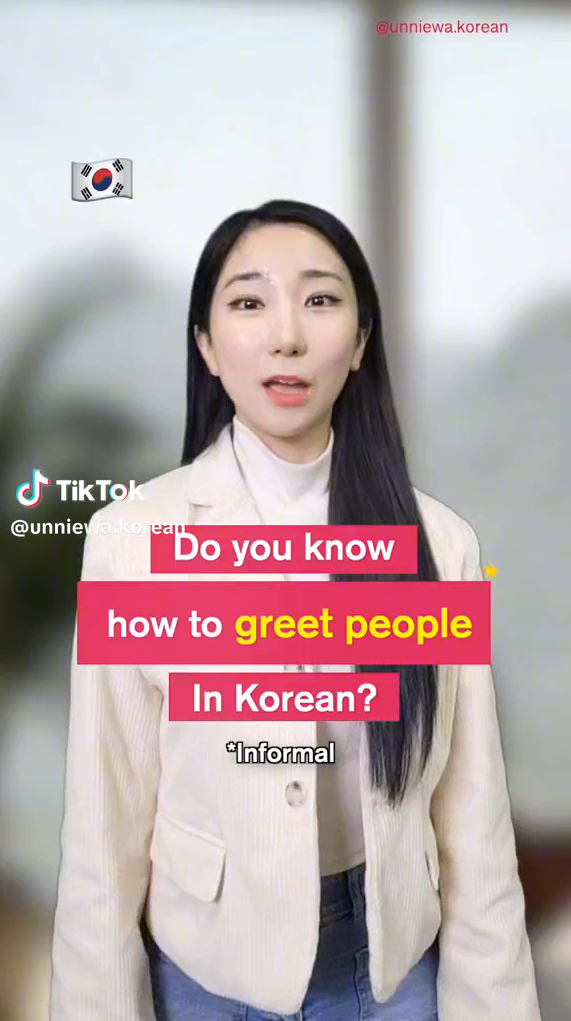 @unniewa.korean
TikTok
@unniewa.korean
Do you know
how to greet people
In Korean?
*Informal